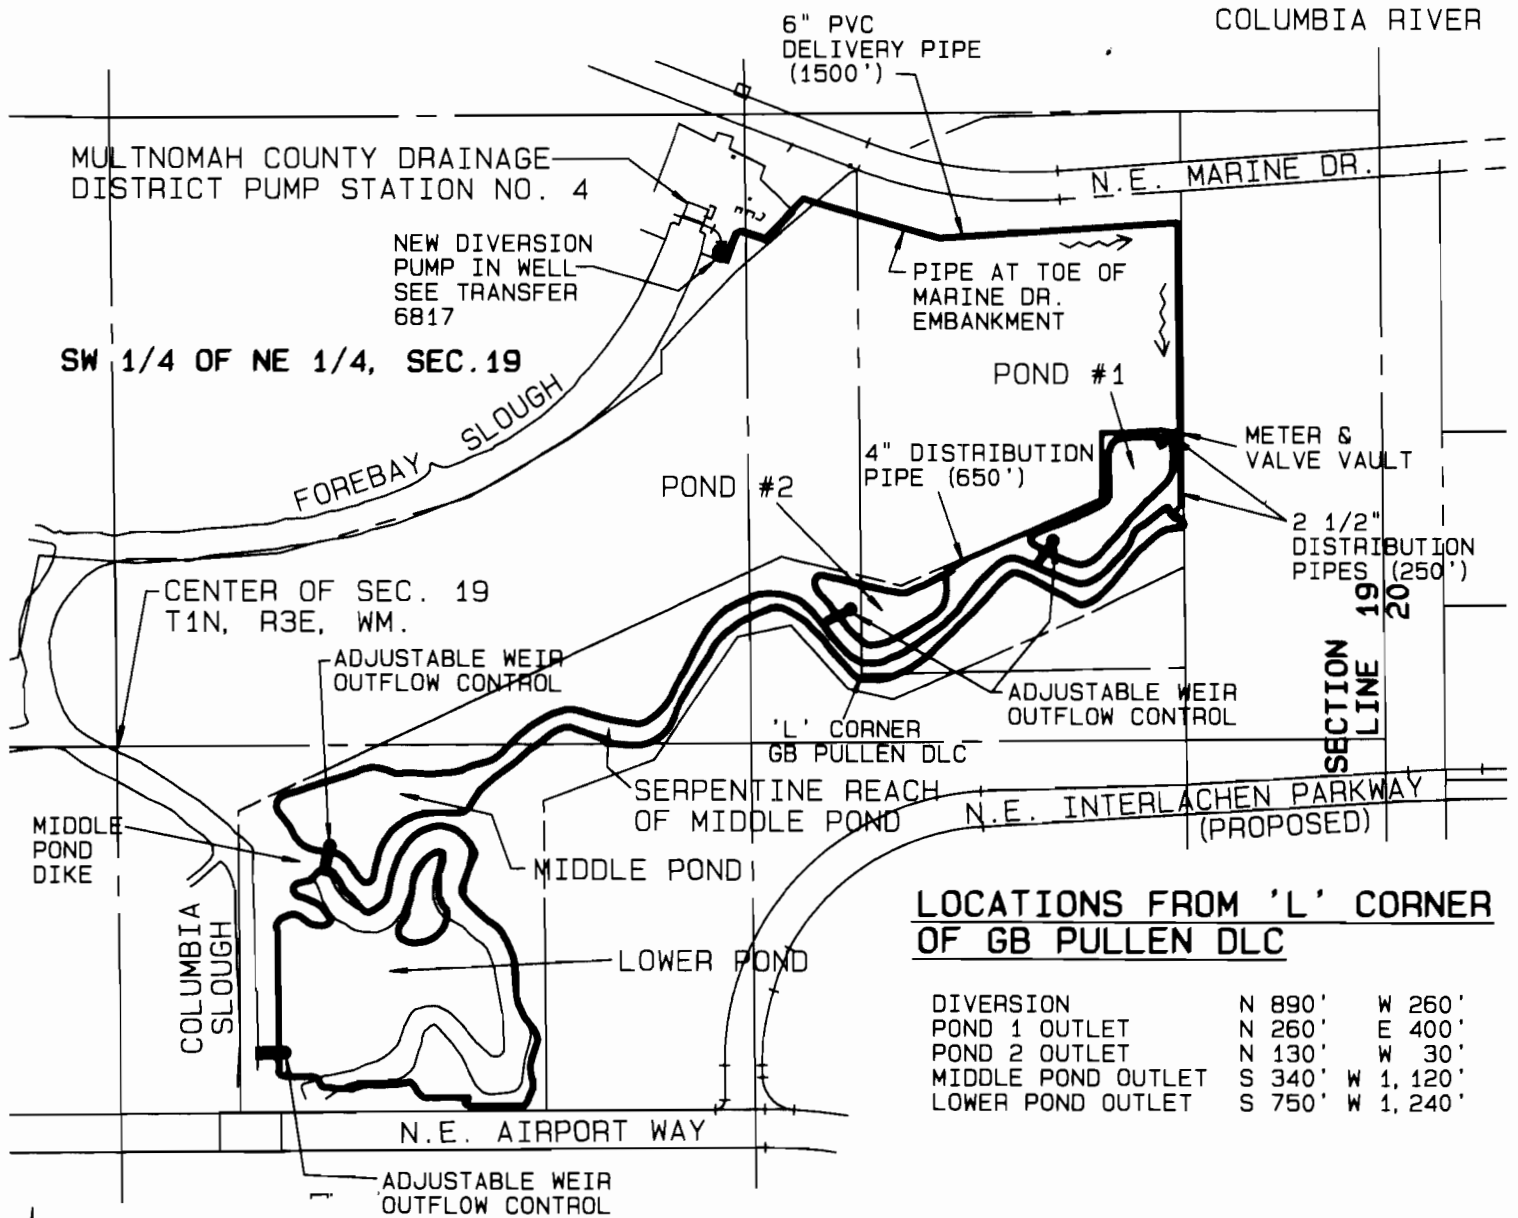 COLUMBIA RIVER
6" PVC
DELIVERY PIPE
(1500')
MULTNOMAH COUNTY DRAINAGE
DISTRICT PUMP STATION NO. 4
N.E. MARINE DR.
NEW DIVERSION
PUMP IN WELL
SEE TRANSFER
6817
PIPE AT TOE OF
MARINE DR.
EMBANKMENT
SW 1/4 OF NE 1/4, SEC.19
POND #1
FOREBAY SLOUGH
METER &
VALVE VAULT
4" DISTRIBUTION
PIPE (650')
POND #2
2 1/2"
DISTRIBUTION
PIPES (250')
CENTER OF SEC. 19
T1N, R3E, WM.
SECTION
LINE 19
20
ADJUSTABLE WEIR
OUTFLOW CONTROL
ADJUSTABLE WEIR
OUTFLOW CONTROL
'L' CORNER
GB PULLEN DLC
SERPENTINE REACH
OF MIDDLE POND
N.E. INTERLACHEN PARKWAY
(PROPOSED)
MIDDLE
POND
DIKE
MIDDLE POND
COLUMBIA
SLOUGH
LOWER POND
LOCATIONS FROM 'L' CORNER
OF GB PULLEN DLC
DIVERSION N 890' W 260'
POND 1 OUTLET N 260' E 400'
POND 2 OUTLET N 130' W 30'
MIDDLE POND OUTLET S 340' W 1,120'
LOWER POND OUTLET S 750' W 1,240'
N.E. AIRPORT WAY
ADJUSTABLE WEIR
OUTFLOW CONTROL